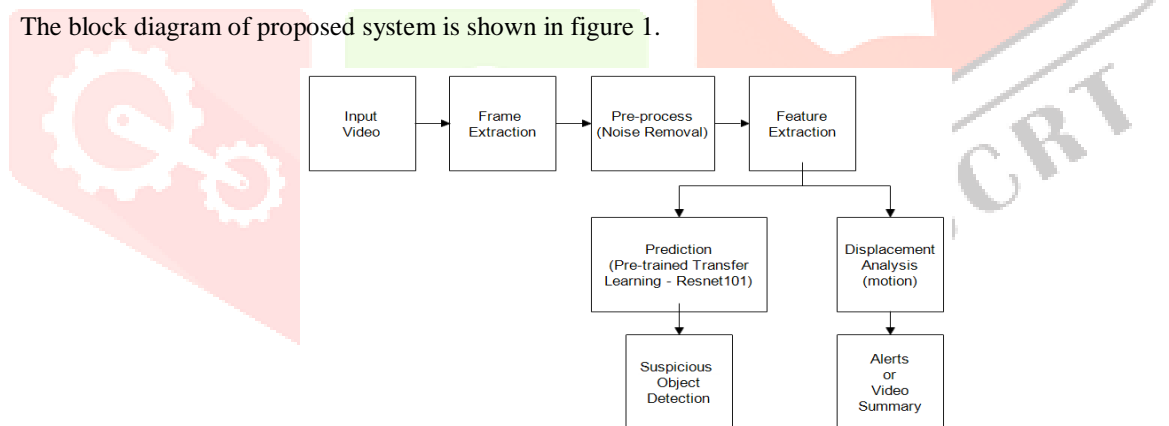 The block diagram of proposed system is shown in figure 1.
Input
Video
Frame
Extraction
Pre-process
(Noise Removal)
Feature
Extraction
CRT
Prediction
(Pre-trained Transfer
Learning - Resnet101)
Displacement
Analysis
(motion)
Suspicious
Object
Detection
Alerts
or
Video
Summary